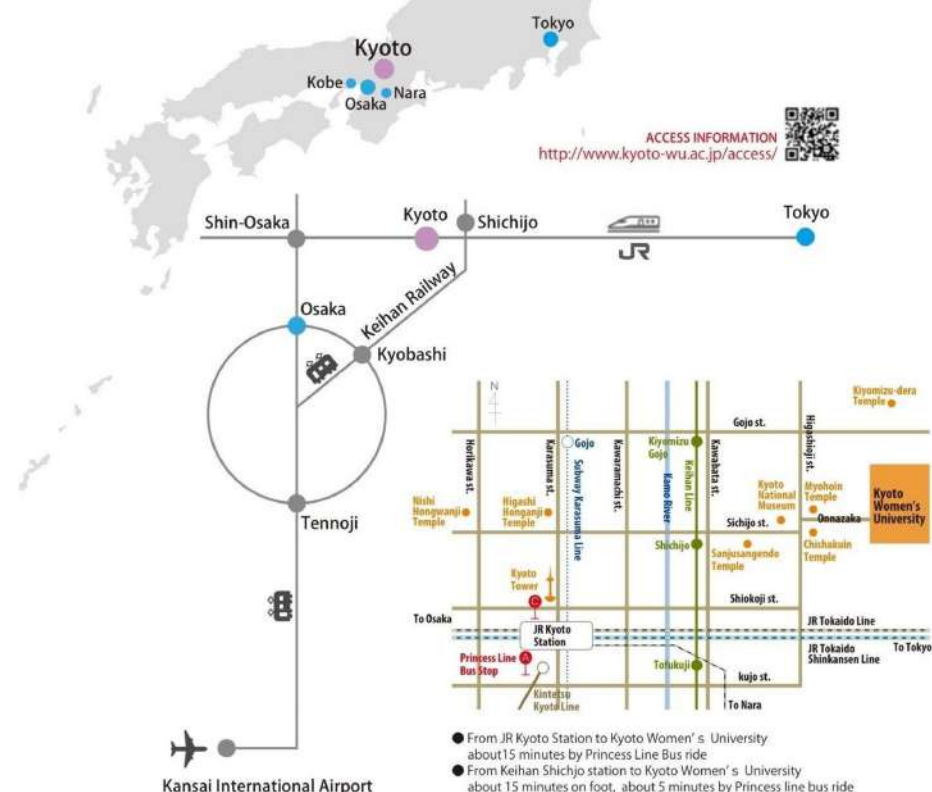 Tokyo
Kyoto
Kobe
Osaka
Nara
ACCESS INFORMATION
http://www.kyoto-wu.ac.jp/access/
Shin-Osaka
Kyoto
Shichijo
Tokyo
JR
Keihan Railway
Osaka
Kyobashi
Tennoji
Kansai International Airport
N
Kiyomizu-dera
Temple
Gojo st.
Higashioji st.
Horikawa st.
Karasuma st.
Gojo
Subway Karasuma Line
Kawaramachi st.
Kiyomizu
Gojo
Kamo River
Keihan Line
Kawabata st.
Nishi
Hongwanji
Temple
Higashi
Honganji
Temple
Kyoto
National
Museum
Myohoin
Temple
Onnazaka
Kyoto
Women's
University
Sichijo st.
Shichijo
Sanjusangendo
Temple
Chishakuin
Temple
Kyoto
Tower
C
Shiokoji st.
To Osaka
JR Kyoto
Station
JR Tokaido Line
To Tokyo
JR Tokaido
Shinkansen Line
Princess Line
Bus Stop
A
Tofukuji
kujo st.
Kintetsu
Kyoto Line
To Nara
● From JR Kyoto Station to Kyoto Women's University
about15 minutes by Princess Line Bus ride
● From Keihan Shichjo station to Kyoto Women's University
about 15 minutes on foot, about 5 minutes by Princess line bus ride